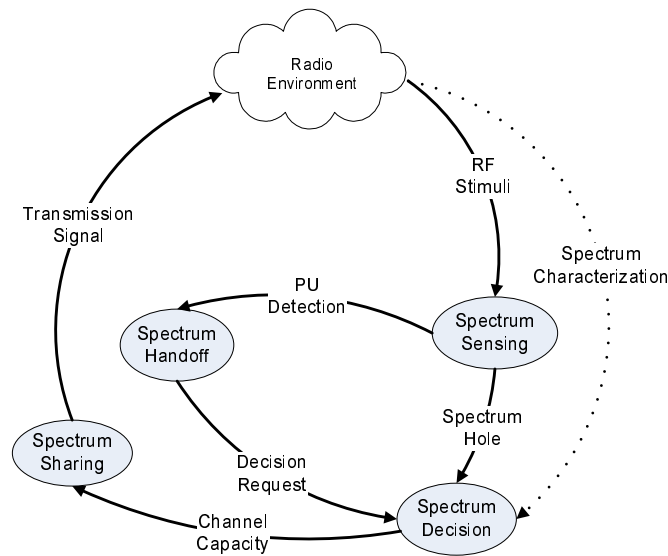 Radio
Environment
RF
Stimuli
Transmission
Signal
Spectrum
Characterization
PU
Detection
Spectrum
Handoff
Spectrum
Sensing
Spectrum
Hole
Spectrum
Sharing
Decision
Request
Spectrum
Decision
Channel
Capacity